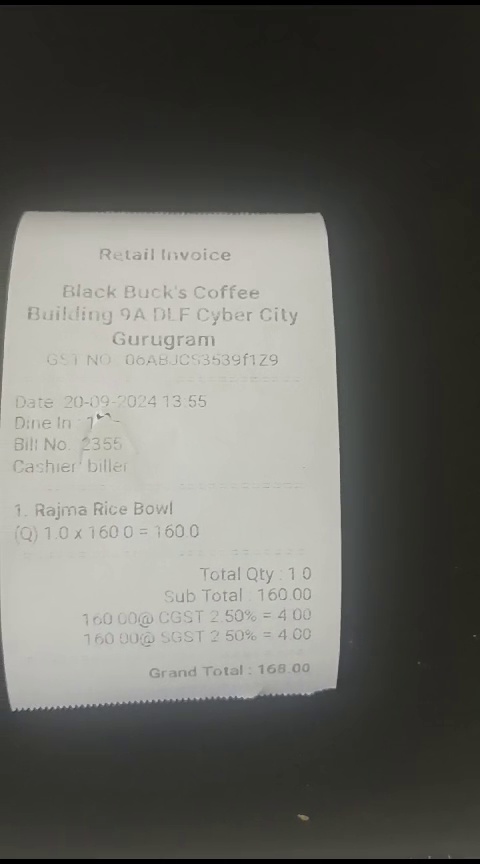 Retail Invoice
Black Buck's Coffee
Building 9A DLF Cyber City
Gurugram
GST NO
Date 20-09-2024 13:55
Dine In :
Bill No. 2355
Cashier biller
1. Rajma Rice Bowl
(Q) 1.0 x 160.0 = 160.0
Total Qty : 1.0
Sub Total : 160.00
160.00@ CGST 2.50% = 4.00
160.00@ SGST 2.50% = 4.00
Grand Total : 168.00